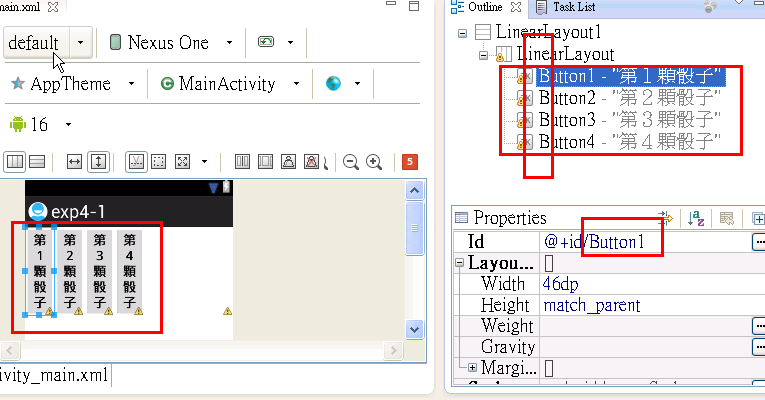 main.xml
default
Nexus One
AppTheme
MainActivity
16
5
exp4-1
第1顆骰子
第2顆骰子
第3顆骰子
第4顆骰子
ivity_main.xml
Outline
Task List
LinearLayout1
LinearLayout
Button1 - "第１顆骰子"
Button2 - "第２顆骰子"
Button3 - "第３顆骰子"
Button4 - "第４顆骰子"
Properties
Id @+id/Button1
Layou... []
Width 46dp
Height match_parent
Weight
Gravity
Margi... []